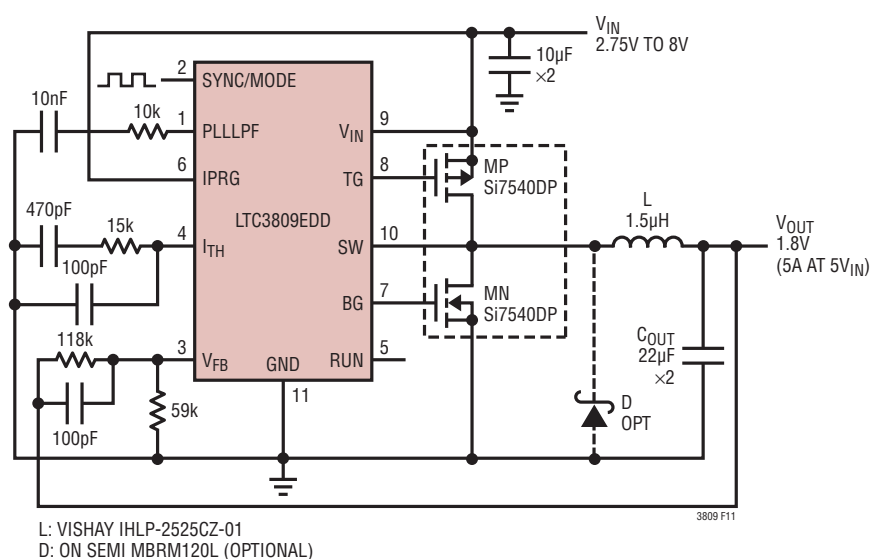 VIN
2.75V TO 8V
10µF
×2
2
SYNC/MODE
10nF
10k
1
PLLLPF
VIN
9
6
IPRG
TG
8
MP
Si7540DP
470pF
15k
4
ITH
LTC3809EDD
SW
10
L
1.5µH
VOUT
1.8V
(5A AT 5VIN)
100pF
BG
7
MN
Si7540DP
118k
3
VFB
GND
RUN
5
COUT
22µF
×2
11
59k
100pF
D
OPT
3809 F11
L: VISHAY IHLP-2525CZ-01
D: ON SEMI MBRM120L (OPTIONAL)